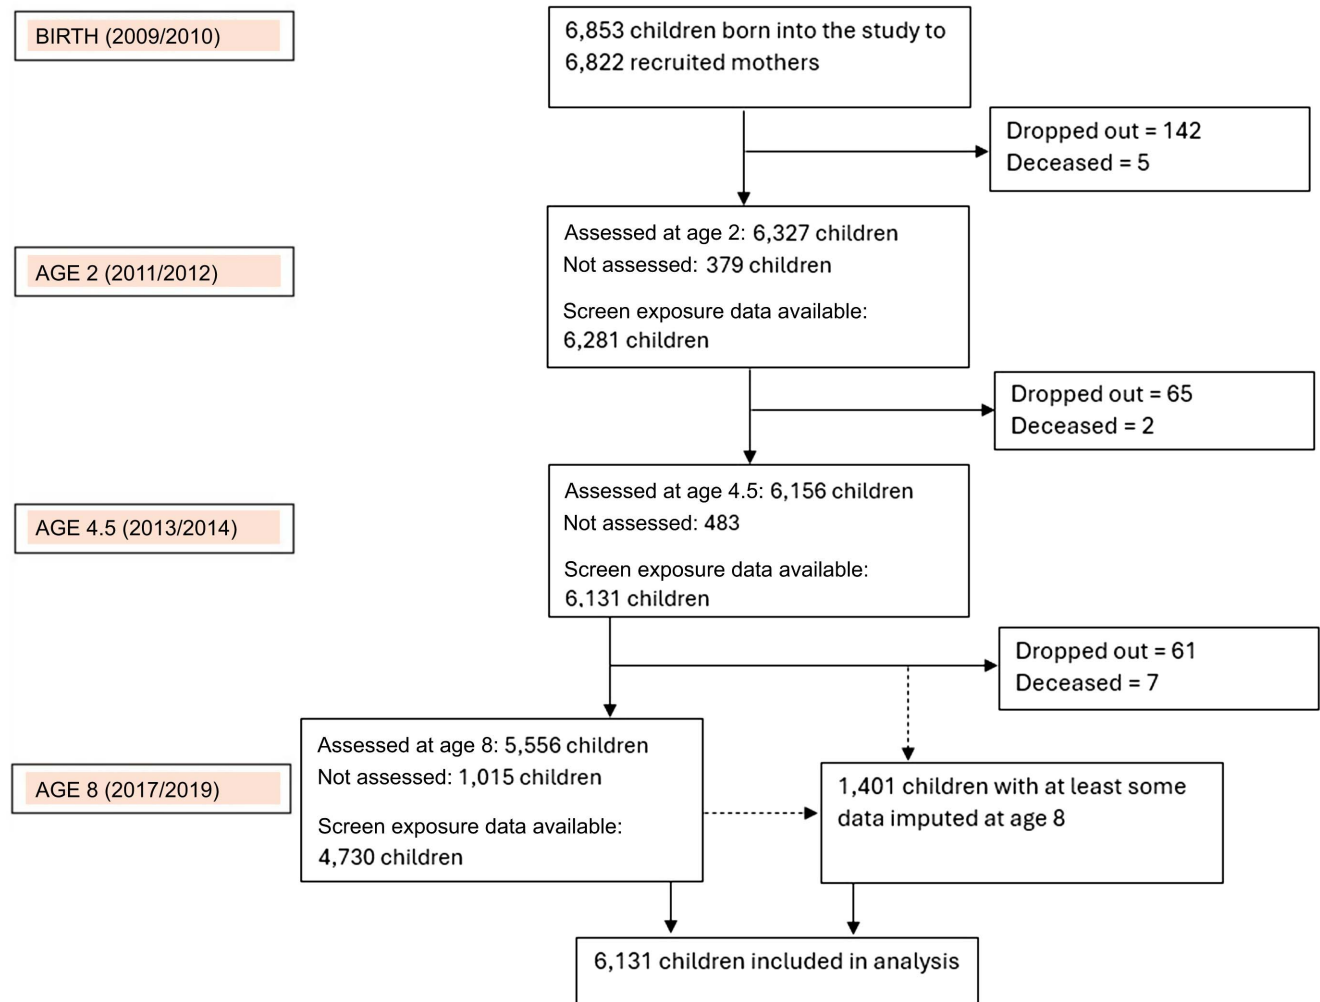 BIRTH (2009/2010)
6,853 children born into the study to
6,822 recruited mothers
Dropped out = 142
Deceased = 5
AGE 2 (2011/2012)
Assessed at age 2: 6,327 children
Not assessed: 379 children
Screen exposure data available:
6,281 children
Dropped out = 65
Deceased = 2
AGE 4.5 (2013/2014)
Assessed at age 4.5: 6,156 children
Not assessed: 483
Screen exposure data available:
6,131 children
Dropped out = 61
Deceased = 7
AGE 8 (2017/2019)
Assessed at age 8: 5,556 children
Not assessed: 1,015 children
Screen exposure data available:
4,730 children
1,401 children with at least some
data imputed at age 8
6,131 children included in analysis